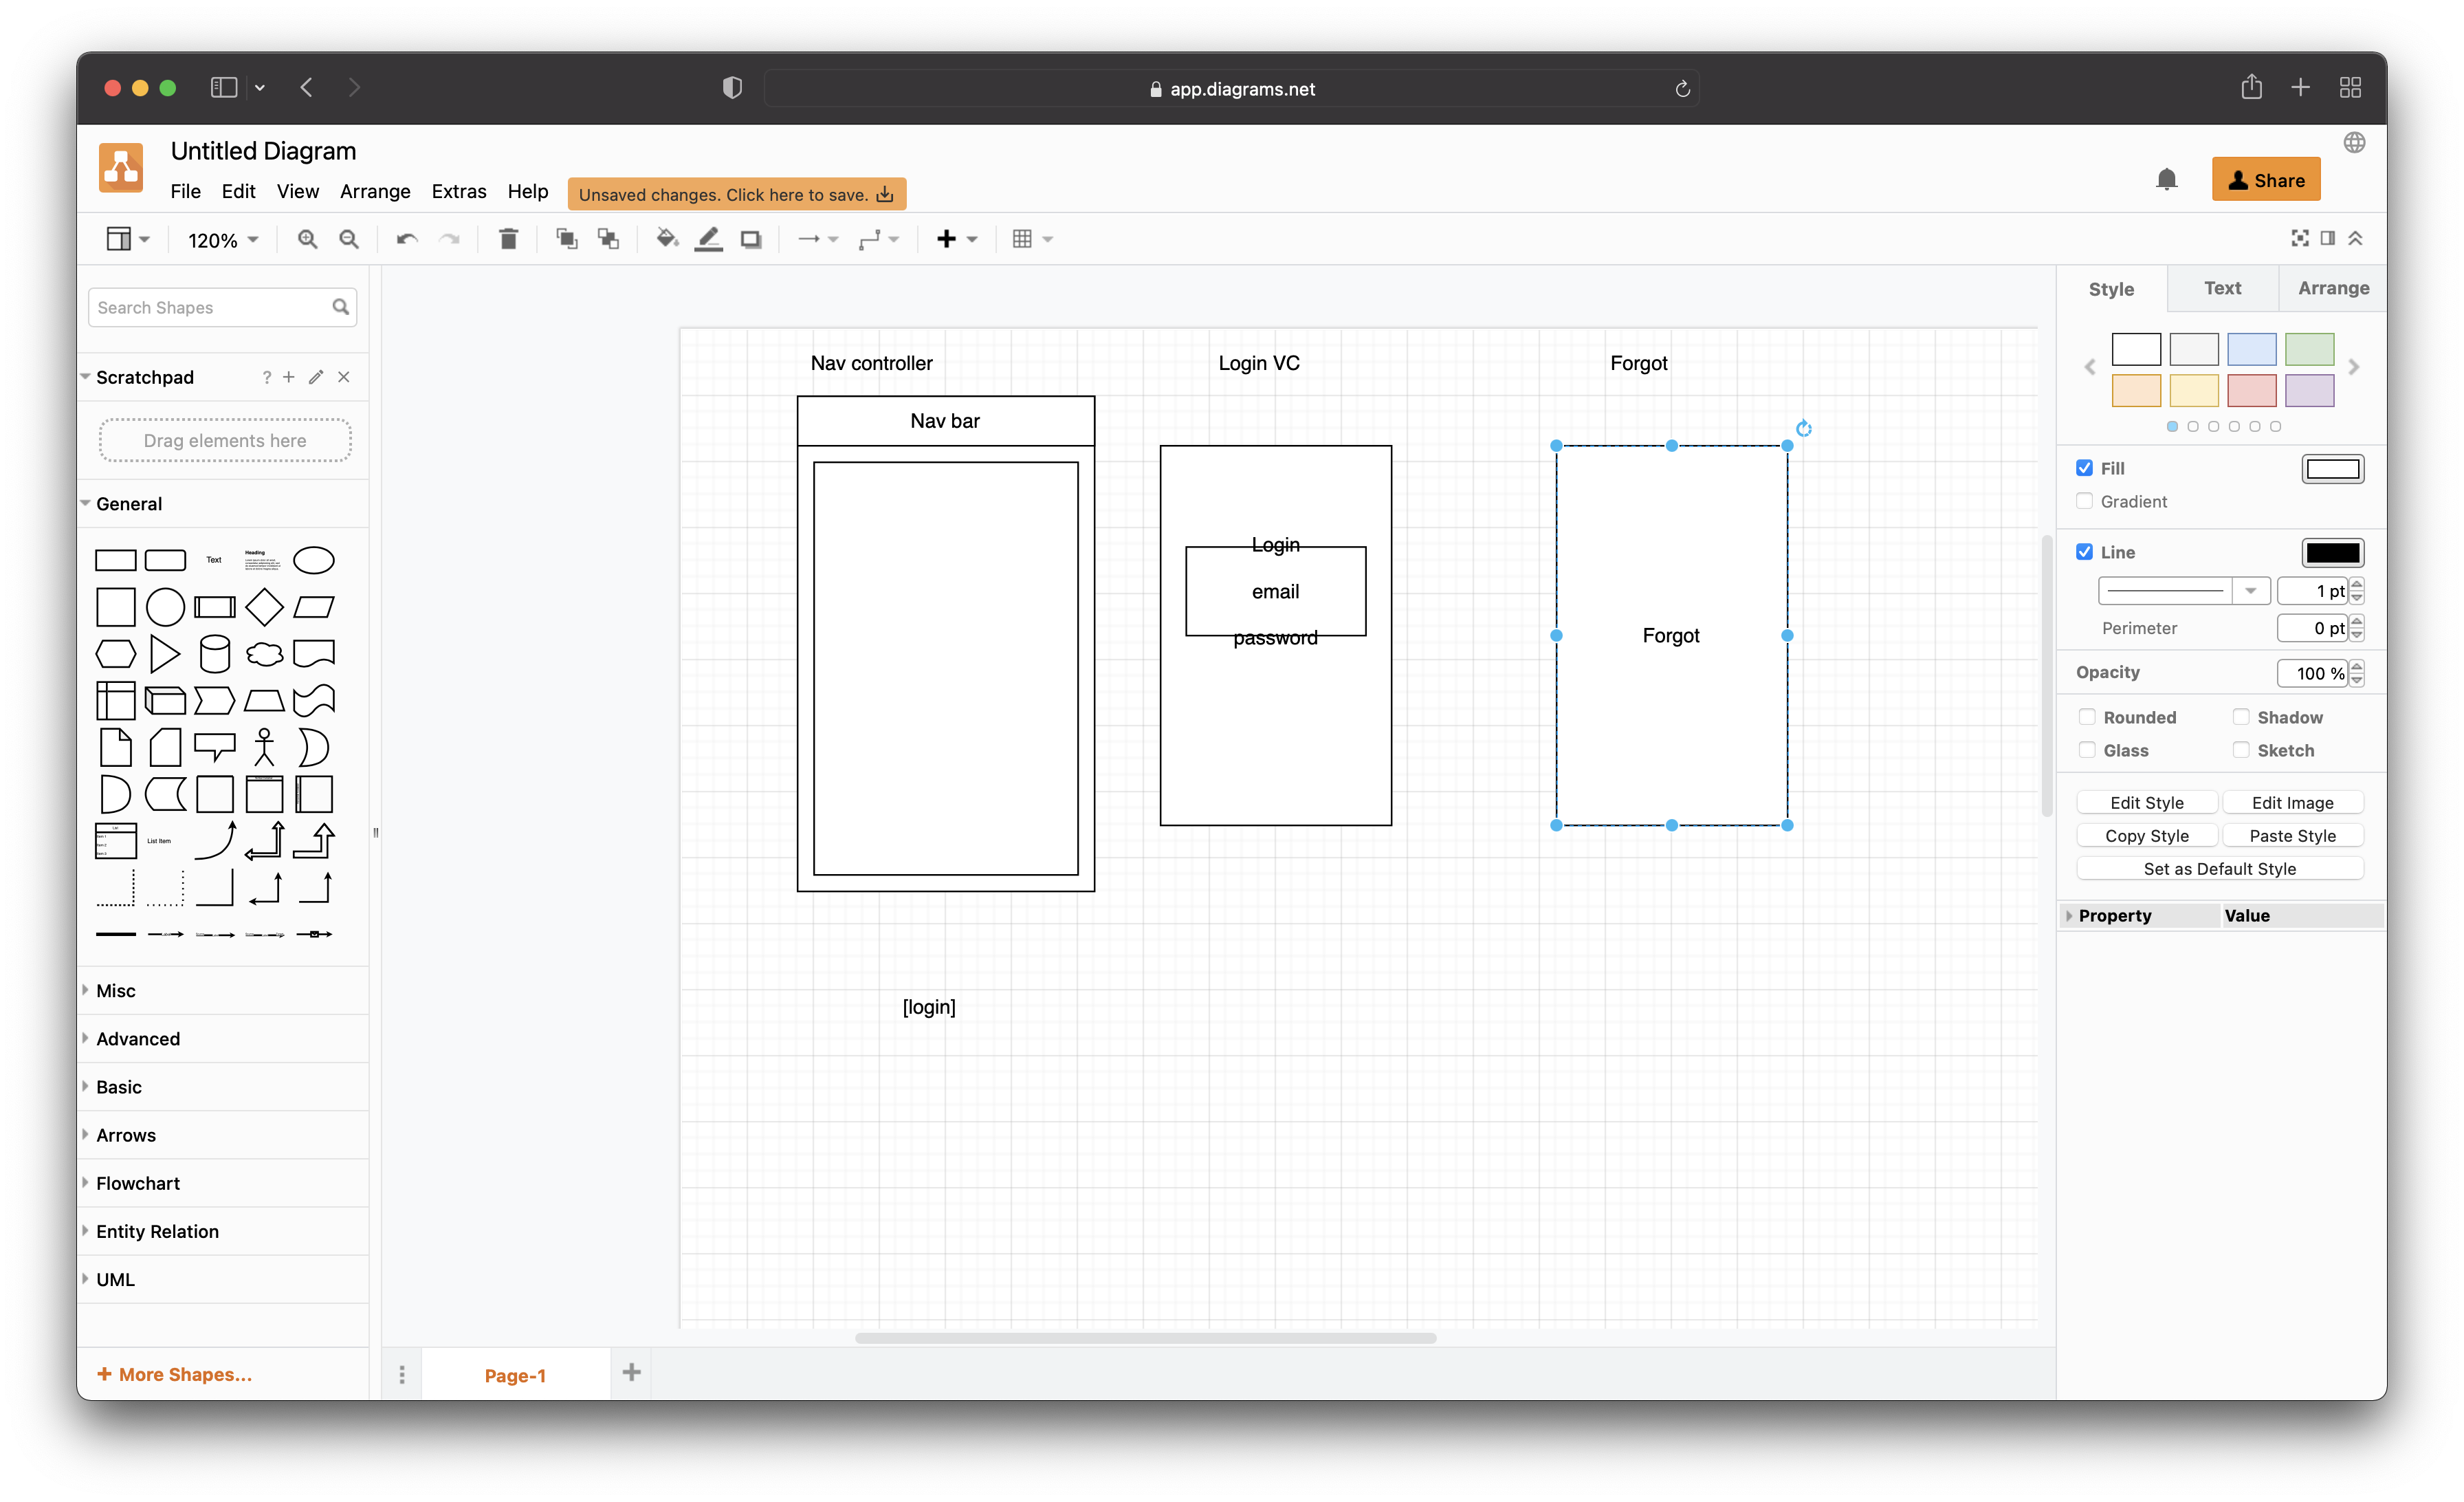 app.diagrams.net
Untitled Diagram
File Edit View Arrange Extras Help Unsaved changes. Click here to save.
Share
120%
Search Shapes
Scratchpad ? + ×
Drag elements here
General
Text
Heading
List
List Item
Misc
Advanced
Basic
Arrows
Flowchart
Entity Relation
UML
+ More Shapes...
Nav controller Login VC Forgot
Nav bar
Login
email
password
Forgot
[login]
Page-1
Style Text Arrange
Fill
Gradient
Line
1 pt
Perimeter 0 pt
Opacity 100 %
Rounded Shadow
Glass Sketch
Edit Style Edit Image
Copy Style Paste Style
Set as Default Style
Property Value